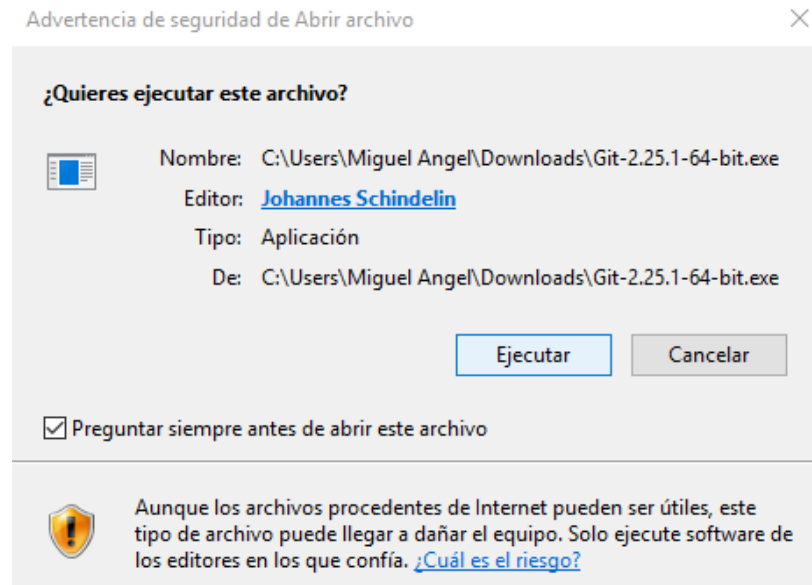 Advertencia de seguridad de Abrir archivo
¿Quieres ejecutar este archivo?
Nombre: C:\Users\Miguel Angel\Downloads\Git-2.25.1-64-bit.exe
Editor: Johannes Schindelin
Tipo: Aplicación
De: C:\Users\Miguel Angel\Downloads\Git-2.25.1-64-bit.exe
Ejecutar Cancelar
Preguntar siempre antes de abrir este archivo
Aunque los archivos procedentes de Internet pueden ser útiles, este
tipo de archivo puede llegar a dañar el equipo. Solo ejecute software de
los editores en los que confía. ¿Cuál es el riesgo?